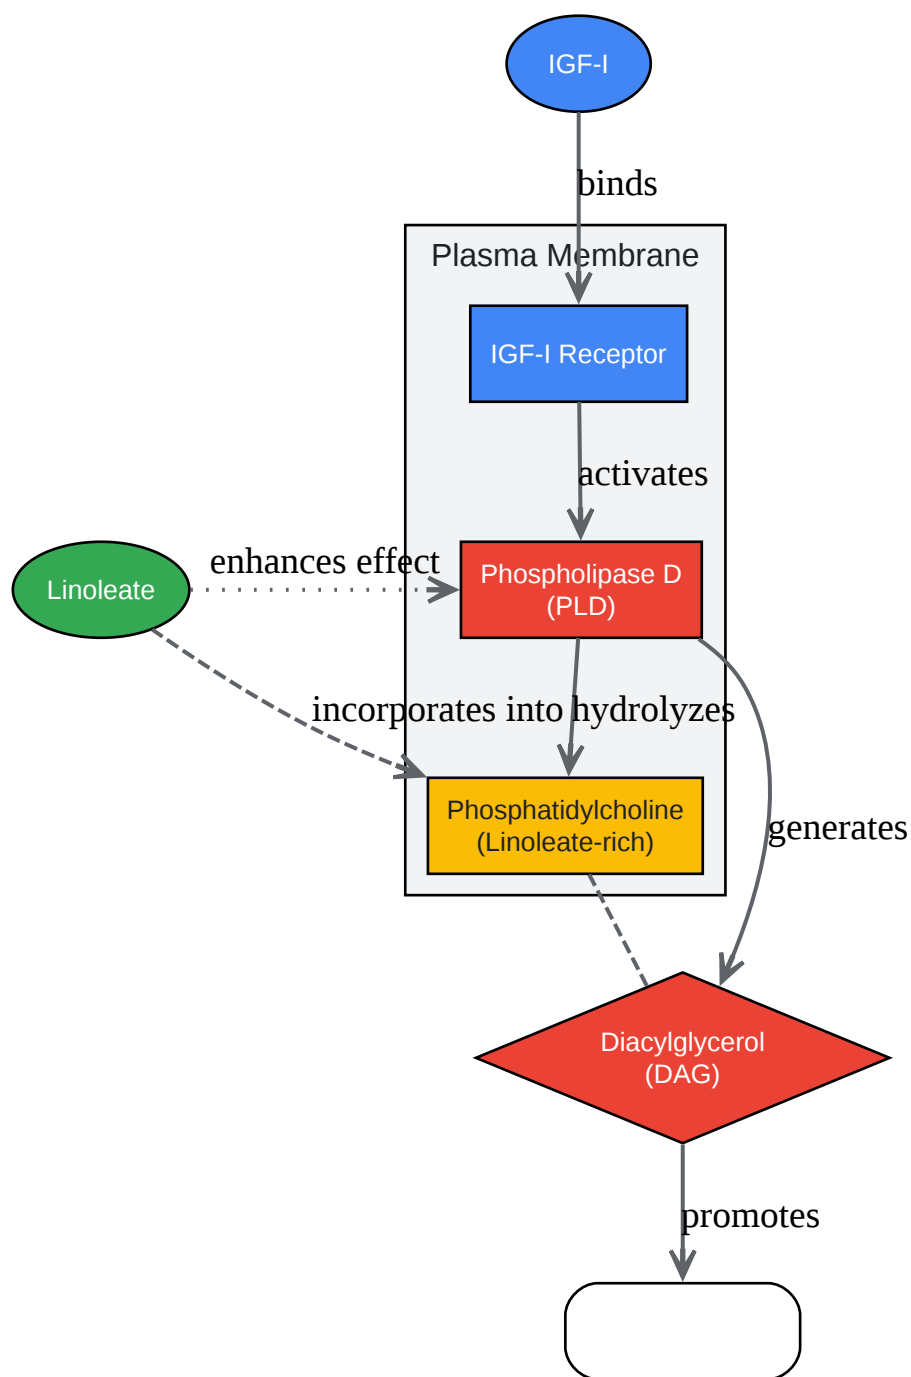 IGF-I
binds
Plasma Membrane
IGF-I Receptor
activates
enhances effect
Linoleate
Phospholipase D
(PLD)
incorporates into
hydrolyzes
Phosphatidylcholine
(Linoleate-rich)
generates
Diacylglycerol
(DAG)
promotes